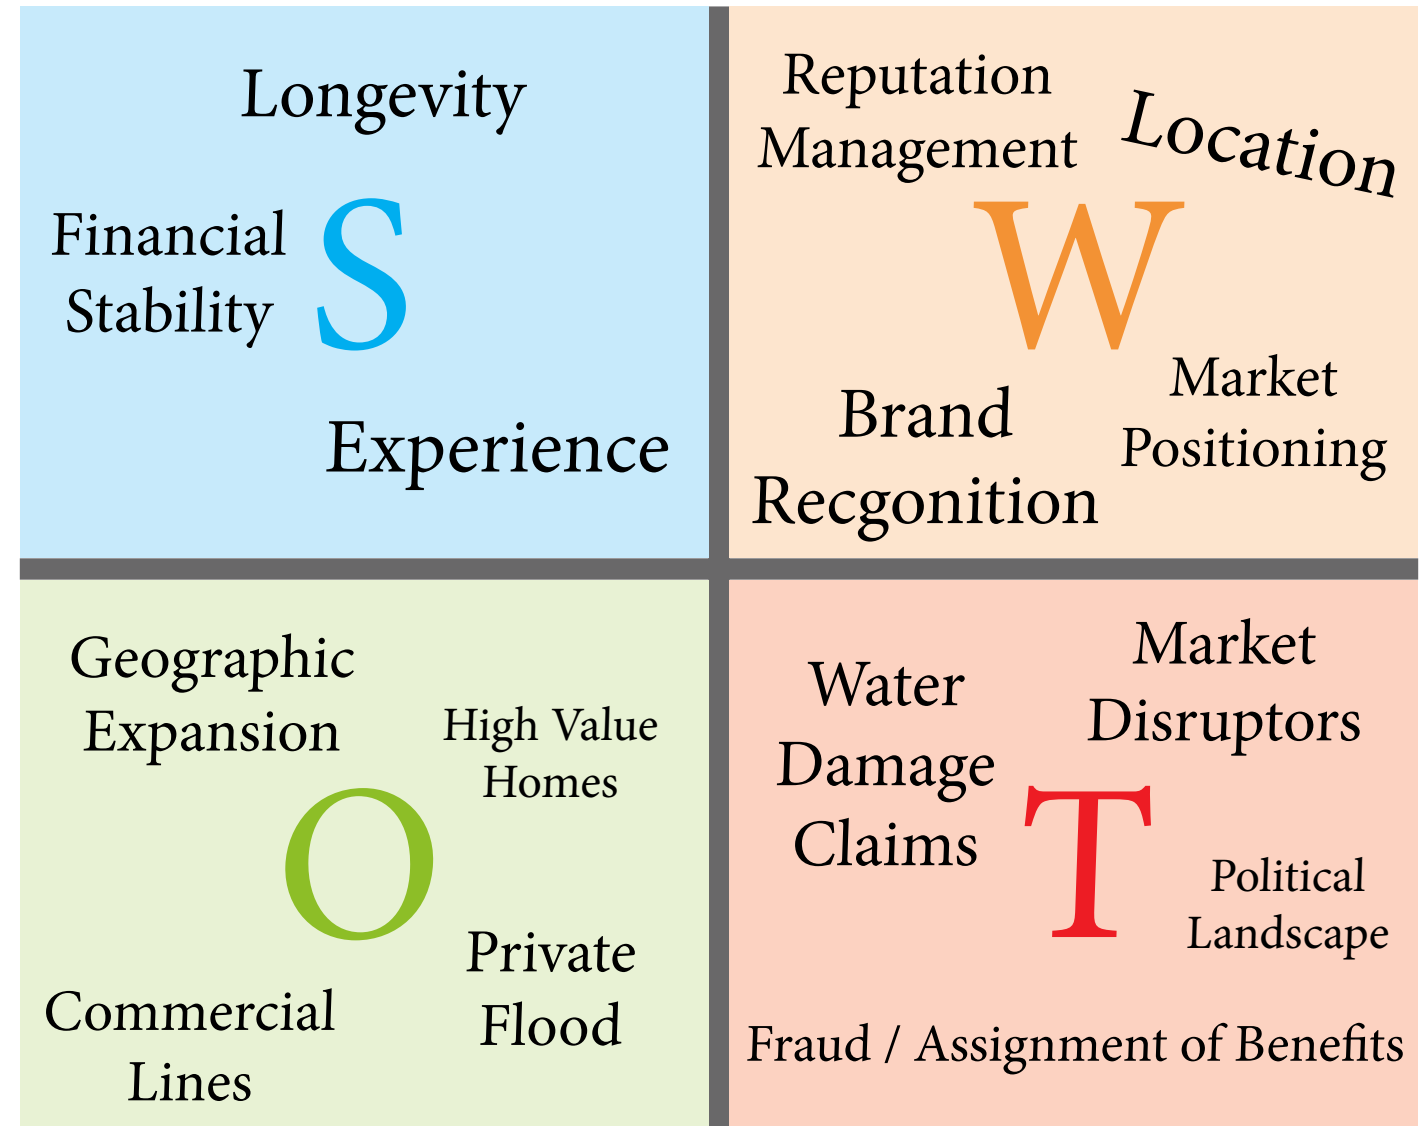 Longevity
Financial
Stability
S
Experience
Reputation
Management
Location
W
Brand
Recgonition
Market
Positioning
Geographic
Expansion
High Value
Homes
O
Private
Flood
Commercial
Lines
Water
Damage
Claims
Market
Disruptors
T
Political
Landscape
Fraud / Assignment of Benefits